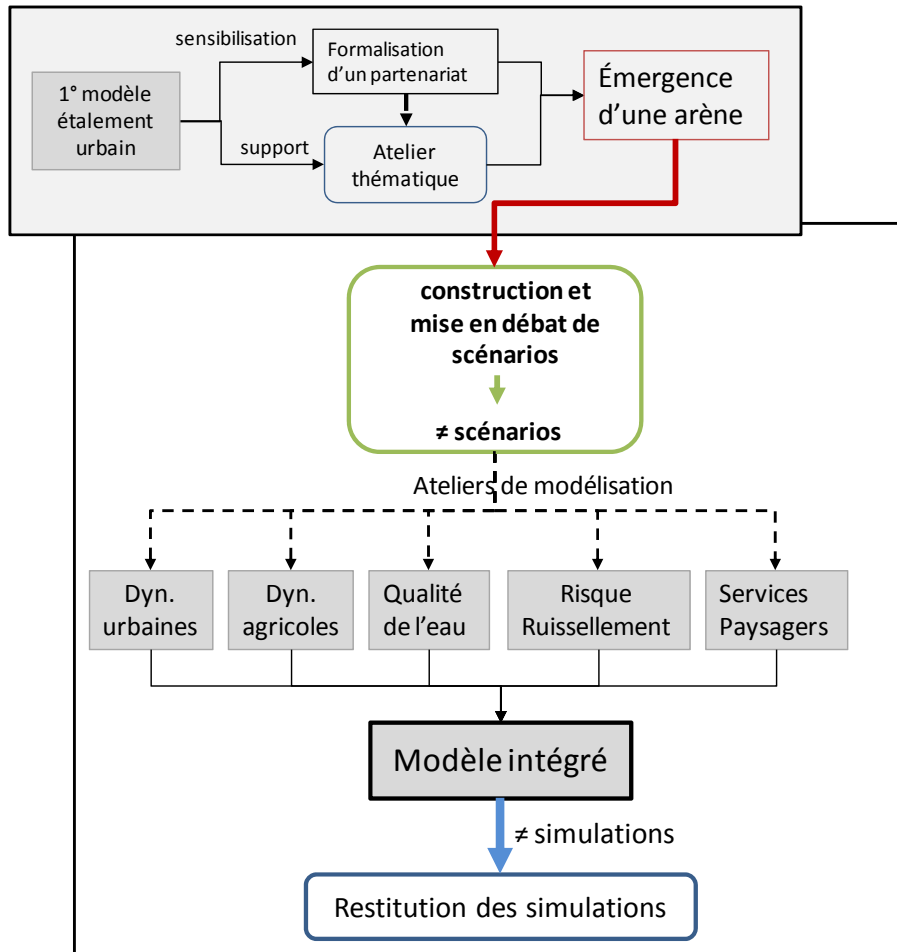 sensibilisation
Formalisation
d'un partenariat
1° modèle
étalement
urbain
support
Atelier
thématique
Émergence
d'une arène
construction et
mise en débat de
scénarios
≠ scénarios
Ateliers de modélisation
Dyn.
urbaines
Dyn.
agricoles
Qualité
de l'eau
Risque
Ruissellement
Services
Paysagers
Modèle intégré
≠ simulations
Restitution des simulations